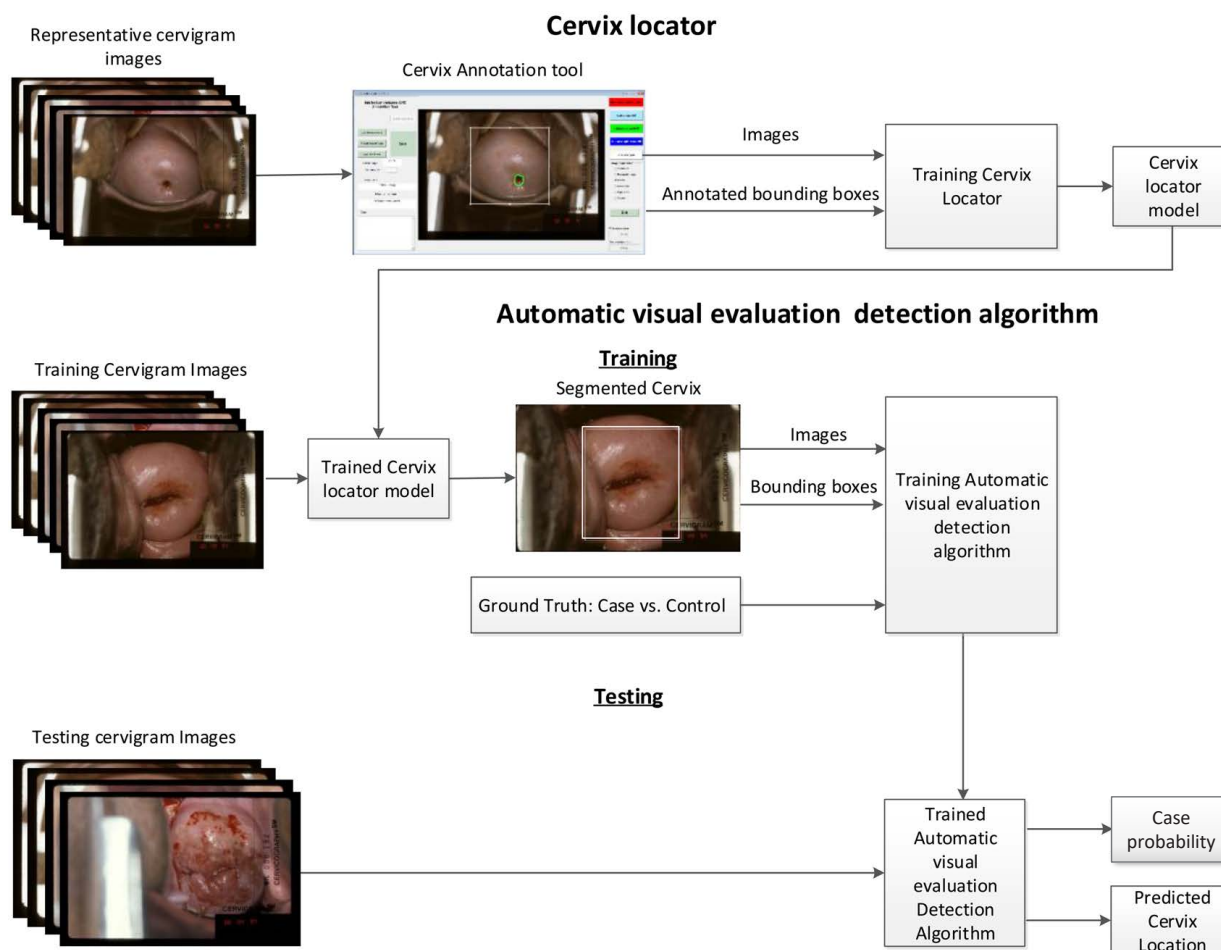 Cervix locator
Representative cervigram
images
Cervix Annotation tool
Images
Annotated bounding boxes
Training Cervix
Locator
Cervix
locator
model
Automatic visual evaluation  detection algorithm
Training
Training Cervigram Images
Segmented Cervix
Trained Cervix
locator model
Images
Bounding boxes
Training Automatic
visual evaluation
detection
algorithm
Ground Truth: Case vs. Control
Testing
Testing cervigram Images
Trained
Automatic
visual
evaluation
Detection
Algorithm
Case
probability
Predicted
Cervix
Location